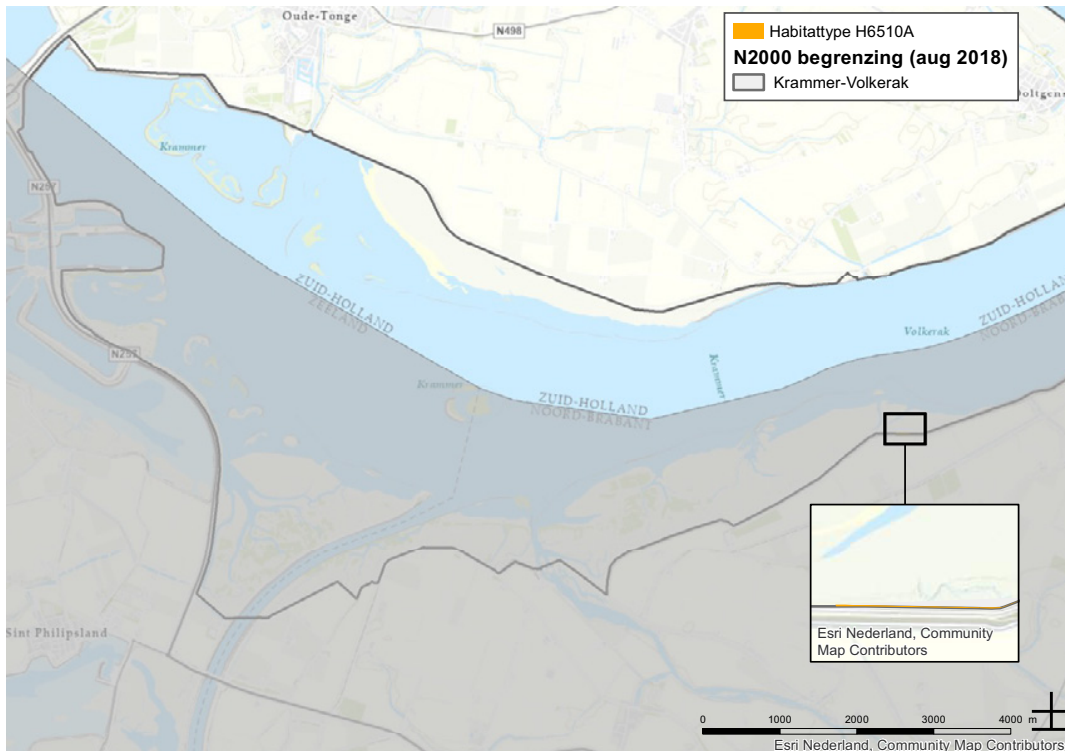 Oude-Tonge
N498
Habitattype H6510A
N2000 begrenzing (aug 2018)
Krammer-Volkerak
Krammer
N257
ZUID-HOLLAND
ZEELAND
ZUID-HOLLAND
NOORD-BRABANT
Volkerak
Krammer
Krammer
ZUID-HOLLAND
NOORD-BRABANT
Sint Philipsland
Esri Nederland, Community
Map Contributors
0 1000 2000 3000 4000 m
Esri Nederland, Community Map Contributors